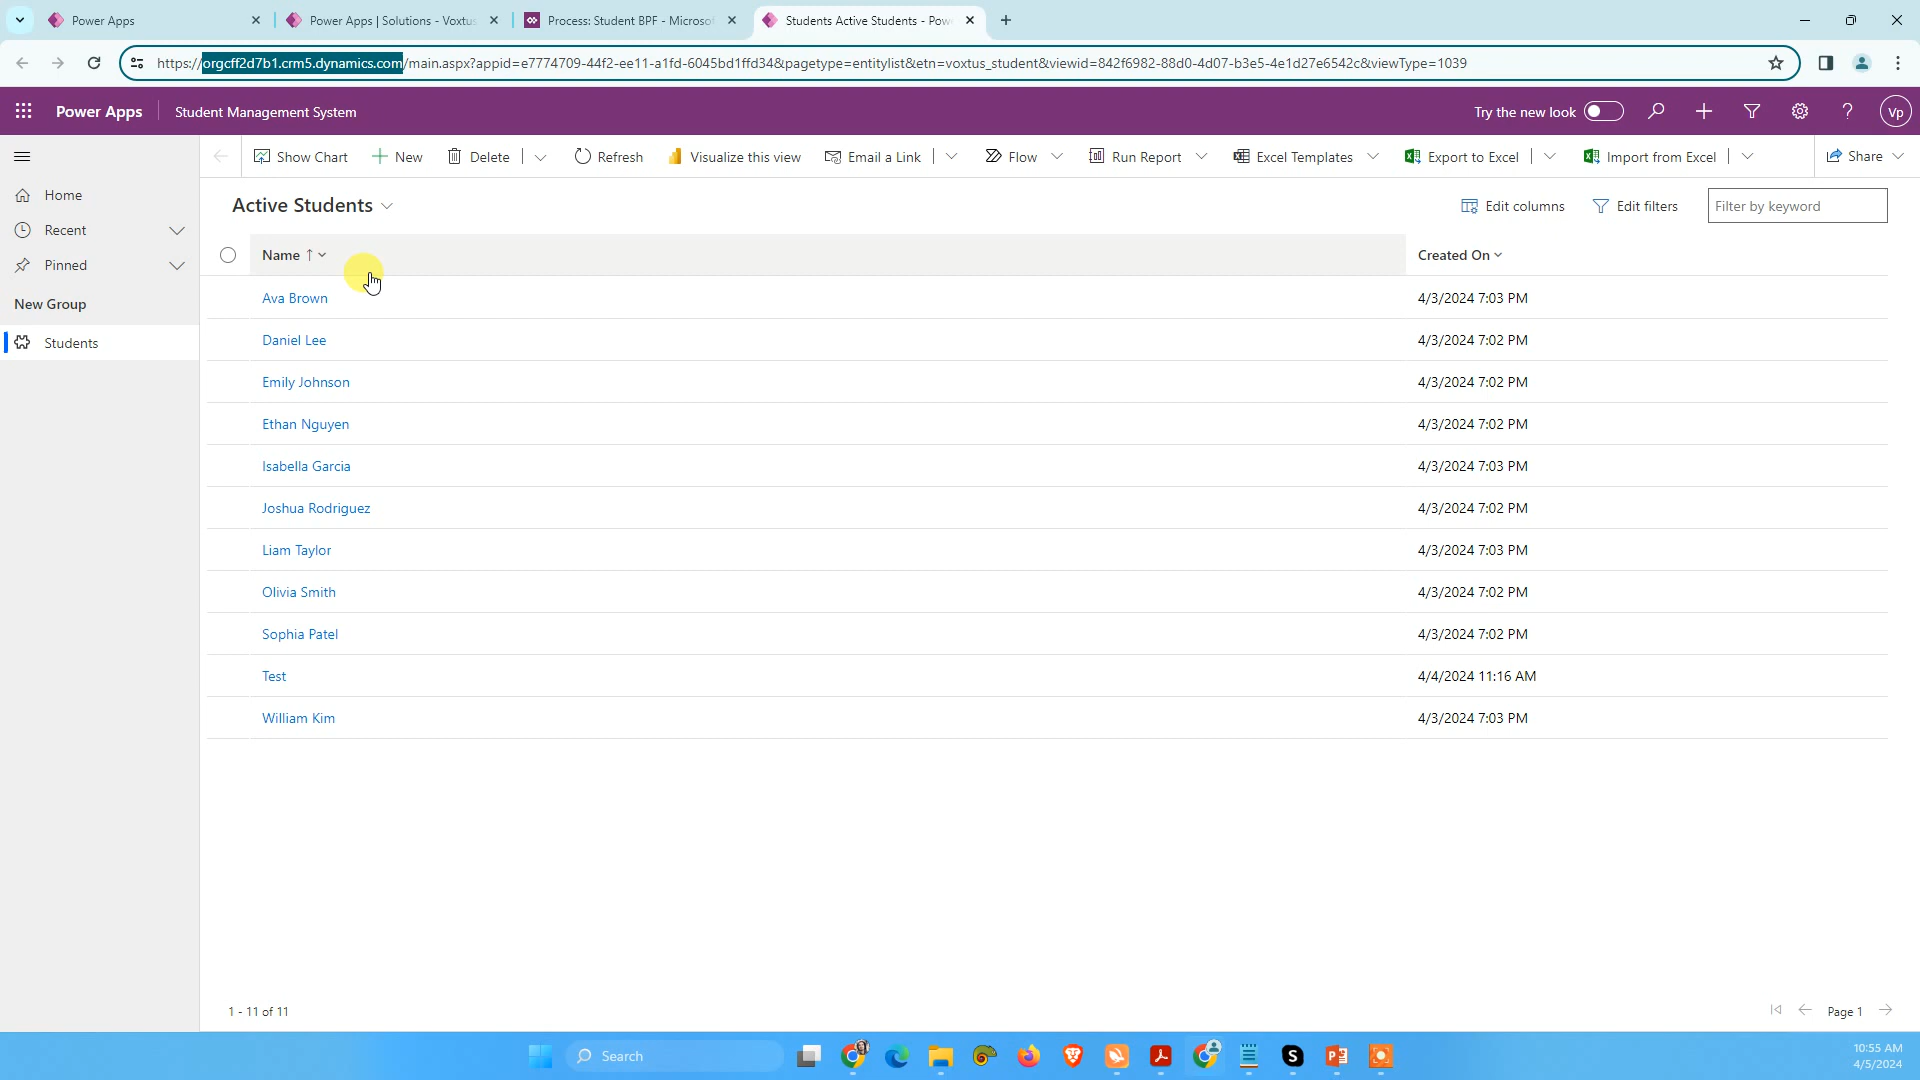 Power Apps
Power Apps | Solutions - Voxtus
Process: Student BPF - Microsof
Students Active Students - Pow
https://orgcff2d7b1.crm5.dynamics.com/main.aspx?appid=e7774709-44f2-ee11-a1fd-6045bd1ffd34&pagetype=entitylist&etn=voxtus_student&viewid=842f6982-88d0-4d07-b3e5-4e1d27e6542c&viewType=1039
Power Apps
Student Management System
Try the new look
Vp
Show Chart
New
Delete
Refresh
Visualize this view
Email a Link
Flow
Run Report
Excel Templates
Export to Excel
Import from Excel
Share
Home
Recent
Pinned
New Group
Students
Active Students
Edit columns
Edit filters
Filter by keyword
Name
Created On
Ava Brown
4/3/2024 7:03 PM
Daniel Lee
4/3/2024 7:02 PM
Emily Johnson
4/3/2024 7:02 PM
Ethan Nguyen
4/3/2024 7:02 PM
Isabella Garcia
4/3/2024 7:03 PM
Joshua Rodriguez
4/3/2024 7:02 PM
Liam Taylor
4/3/2024 7:03 PM
Olivia Smith
4/3/2024 7:02 PM
Sophia Patel
4/3/2024 7:02 PM
Test
4/4/2024 11:16 AM
William Kim
4/3/2024 7:03 PM
1 - 11 of 11
Page 1
Search
10:55 AM
4/5/2024